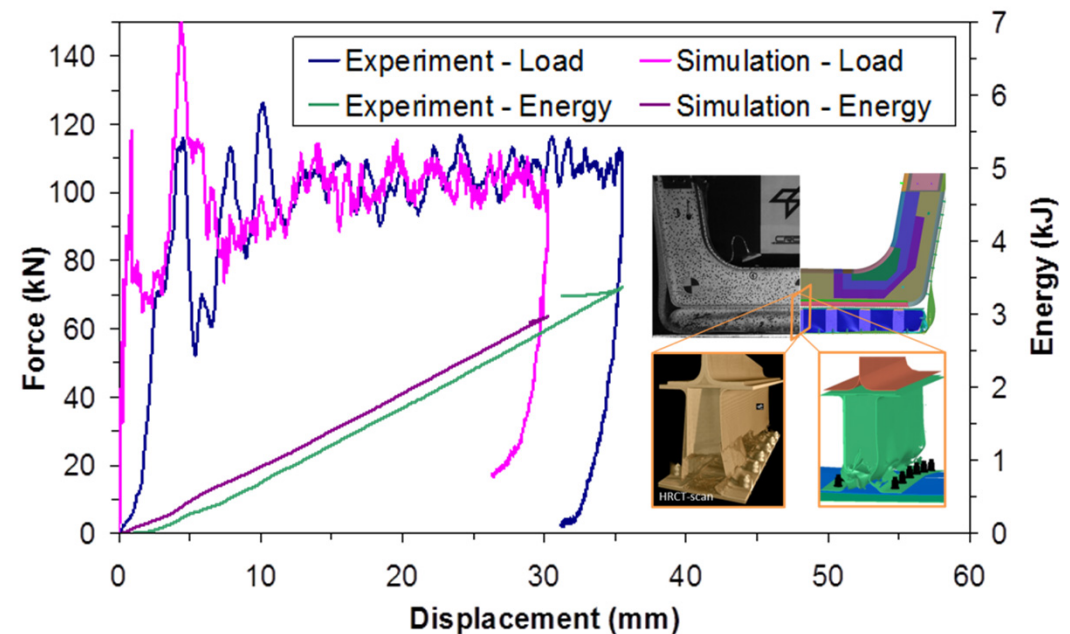 Force (kN)
140
120
100
80
60
40
20
0
Experiment - Load
Simulation - Load
Experiment - Energy
Simulation - Energy
HRCT-scan
7
6
5
4
3
2
1
0
Energy (kJ)
0 10 20 30 40 50 60
Displacement (mm)